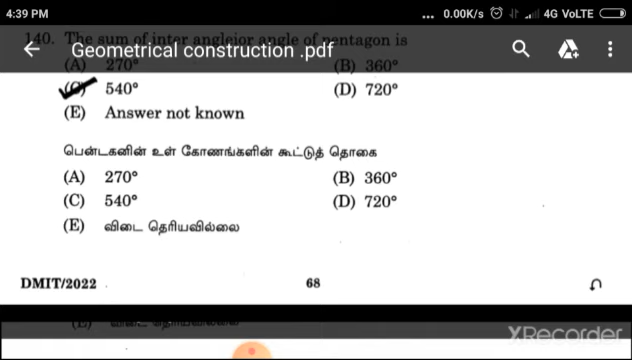 4:39 PM ... 0.00K/s 4G VoLTE
140. The sum of inter angleior angle of pentagon is
Geometrical construction .pdf
(A) 270° (B) 360°
(C) 540° (D) 720°
(E) Answer not known
பென்டகனின் உள் கோணங்களின் கூட்டுத் தொகை
(A) 270° (B) 360°
(C) 540° (D) 720°
(E) விடை தெரியவில்லை
DMIT/2022 68
(E) விடை தெரியவில்லை
XRecorder